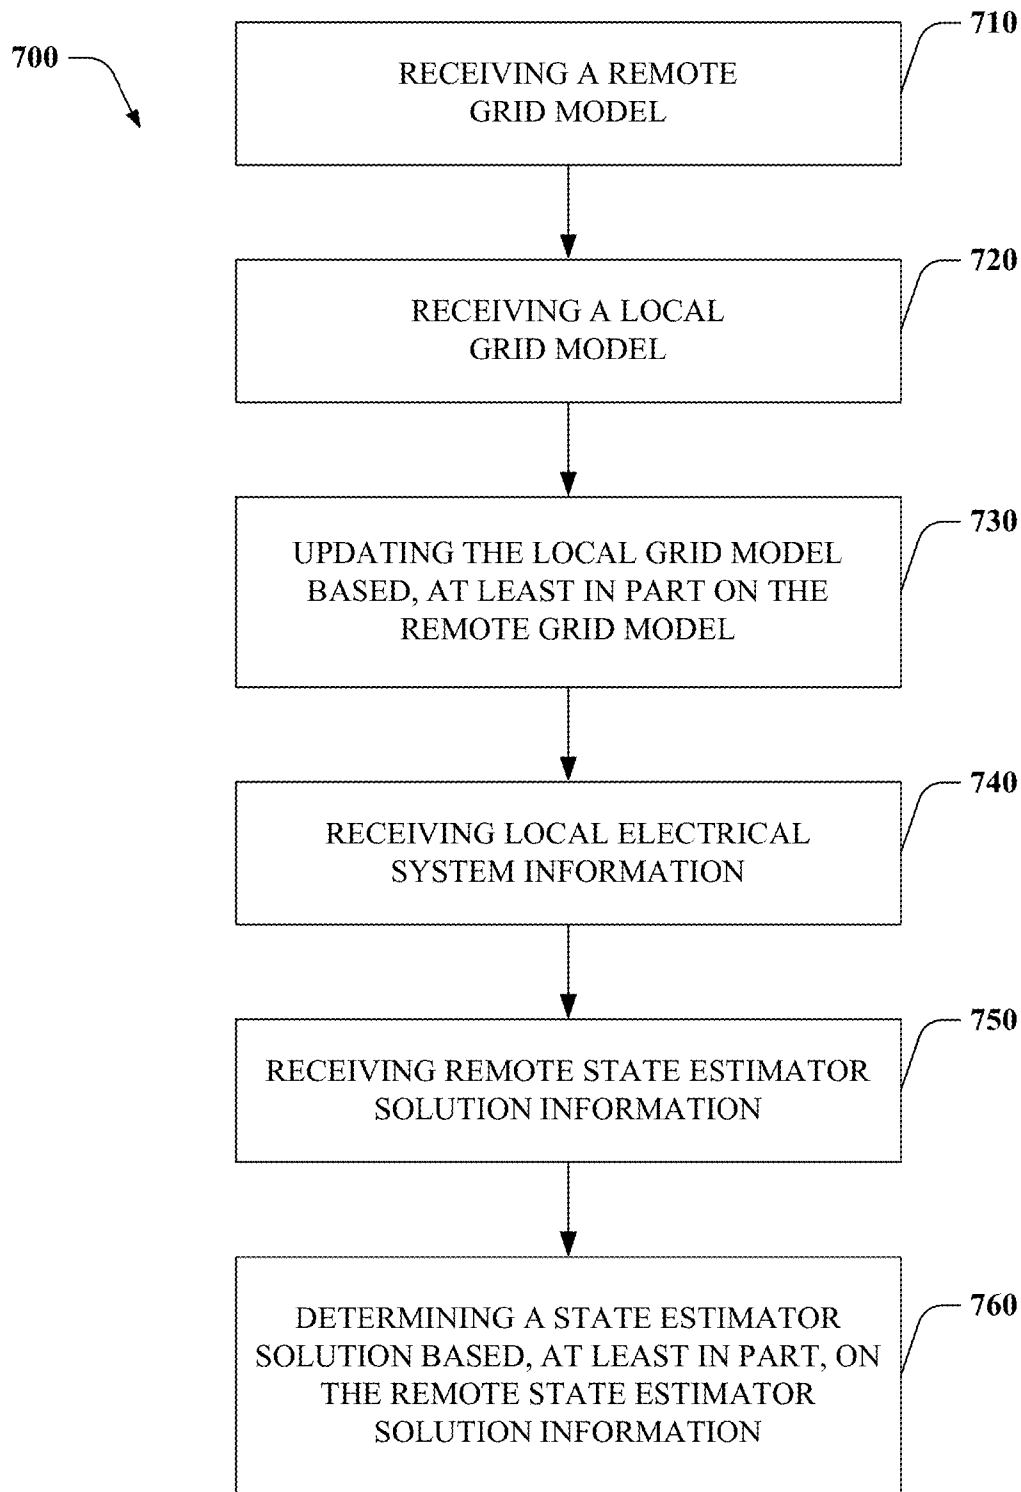 700
710
RECEIVING A REMOTE
GRID MODEL
720
RECEIVING A LOCAL
GRID MODEL
730
UPDATING THE LOCAL GRID MODEL
BASED, AT LEAST IN PART ON THE
REMOTE GRID MODEL
740
RECEIVING LOCAL ELECTRICAL
SYSTEM INFORMATION
750
RECEIVING REMOTE STATE ESTIMATOR
SOLUTION INFORMATION
760
DETERMINING A STATE ESTIMATOR
SOLUTION BASED, AT LEAST IN PART, ON
THE REMOTE STATE ESTIMATOR
SOLUTION INFORMATION